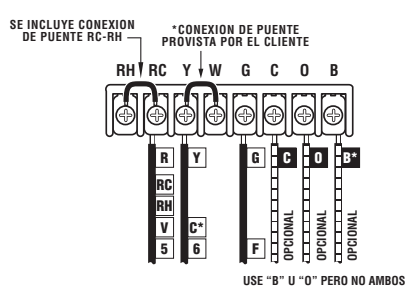 SE INCLUYE CONEXION
DE PUENTE RC-RH
*CONEXION DE PUENTE
PROVISTA POR EL CLIENTE
RH RC Y W G C O B
R Y G C O B*
RC
RH
V C*
5 6 F
OPCIONAL OPCIONAL OPCIONAL
USE “B” U “O” PERO NO AMBOS